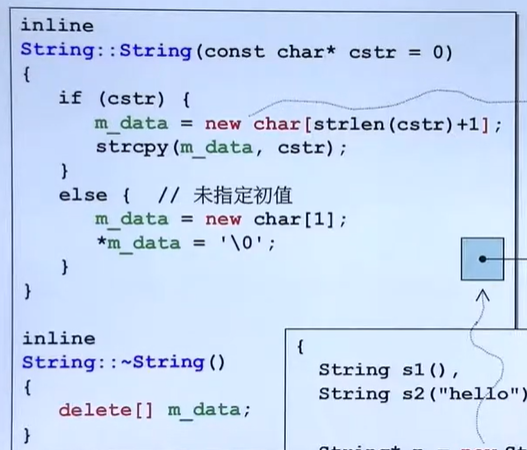 inline
String::String(const char* cstr = 0)
{
if (cstr) {
m_data = new char[strlen(cstr)+1];
strcpy(m_data, cstr);
}
else { // 未指定初值
m_data = new char[1];
*m_data = '\0';
}
}
inline
String::~String()
{
delete[] m_data;
}
{
String s1(),
String s2("hello")